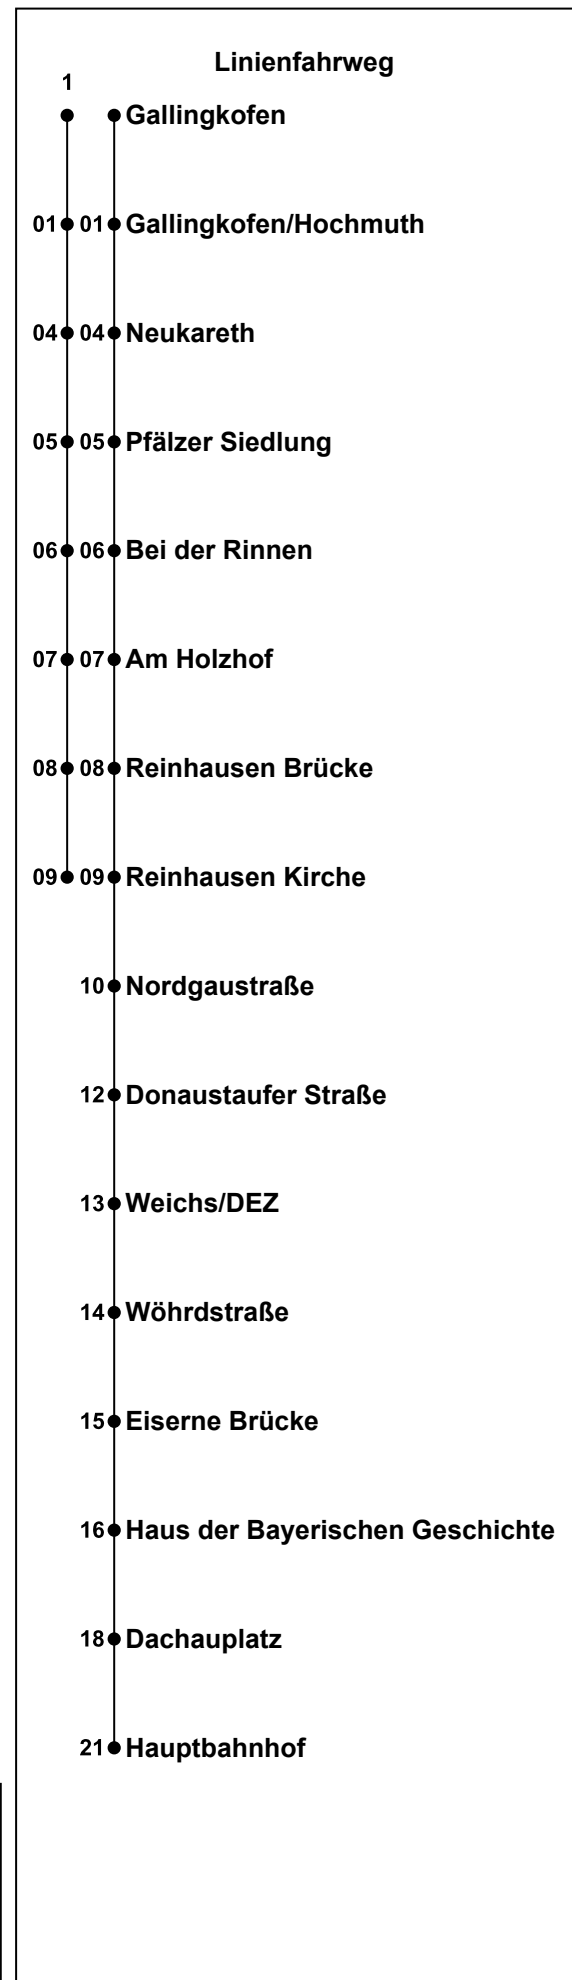 Linienfahrweg
1
Gallingkofen
01 01 Gallingkofen/Hochmuth
04 04 Neukareth
05 05 Pfälzer Siedlung
06 06 Bei der Rinnen
07 07 Am Holzhof
08 08 Reinhausen Brücke
09 09 Reinhausen Kirche
10 Nordgaustraße
12 Donaustaufer Straße
13 Weichs/DEZ
14 Wöhrdstraße
15 Eiserne Brücke
16 Haus der Bayerischen Geschichte
18 Dachauplatz
21 Hauptbahnhof